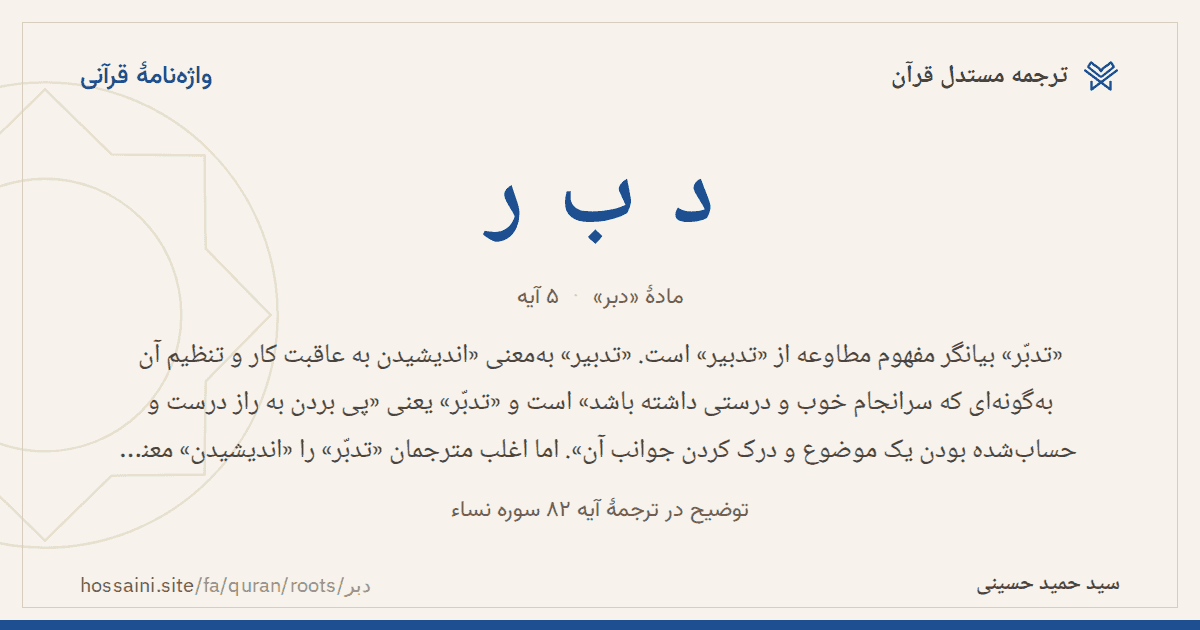 ترجمه مستدل قرآن
واژه‌نامهٔ قرآنی
د ب ر
مادهٔ «دبر» · ۵ آیه
«تدبّر» بیانگر مفهوم مطاوعه از «تدبیر» است. «تدبیر» به‌معنی «اندیشیدن به عاقبت کار و تنظیم آن
به‌گونه‌ای که سرانجام خوب و درستی داشته باشد» است و «تدبّر» یعنی «پی بردن به راز درست و
حساب‌شده بودن یک موضوع و درک کردن جوانب آن». اما اغلب مترجمان «تدبّر» را «اندیشیدن» معنـ…
توضیح در ترجمهٔ آیه ۸۲ سوره نساء
سید حمید حسینی
hossaini.site/fa/quran/roots/دبر